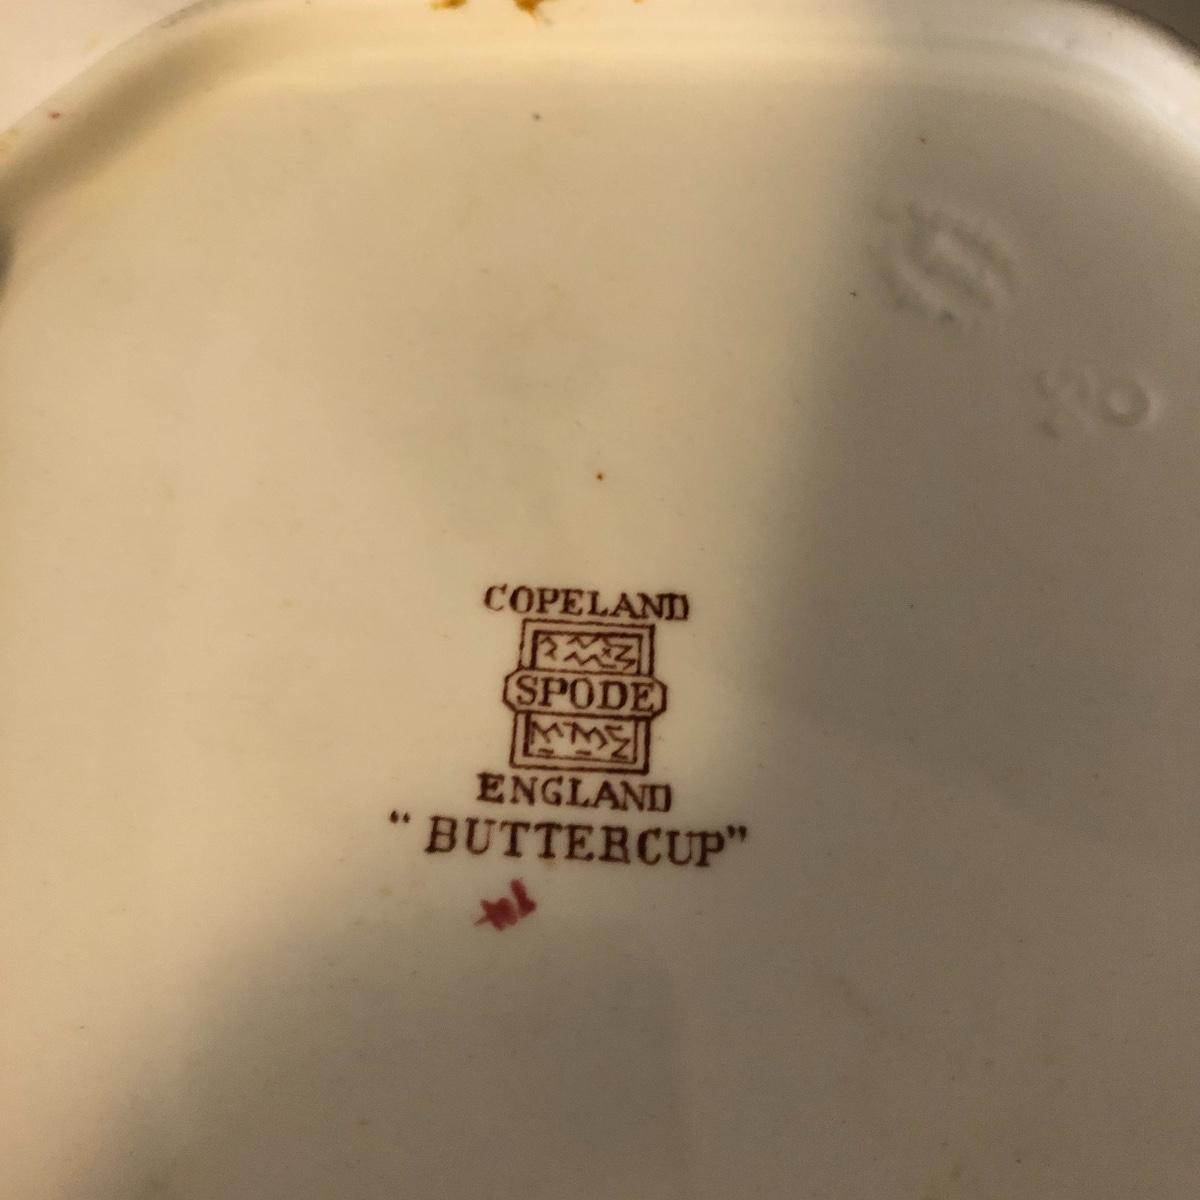 COPELAND
SPODE
ENGLAND
“BUTTERCUP”